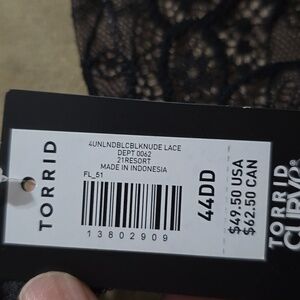 TORRID
4UNLNDBLCBLKNUDE LACE
DEPT 0062
21RESORT
MADE IN INDONESIA
FL_51
13802909
44DD
$49.50 USA
$62.50 CAN
TORRID
CURVE